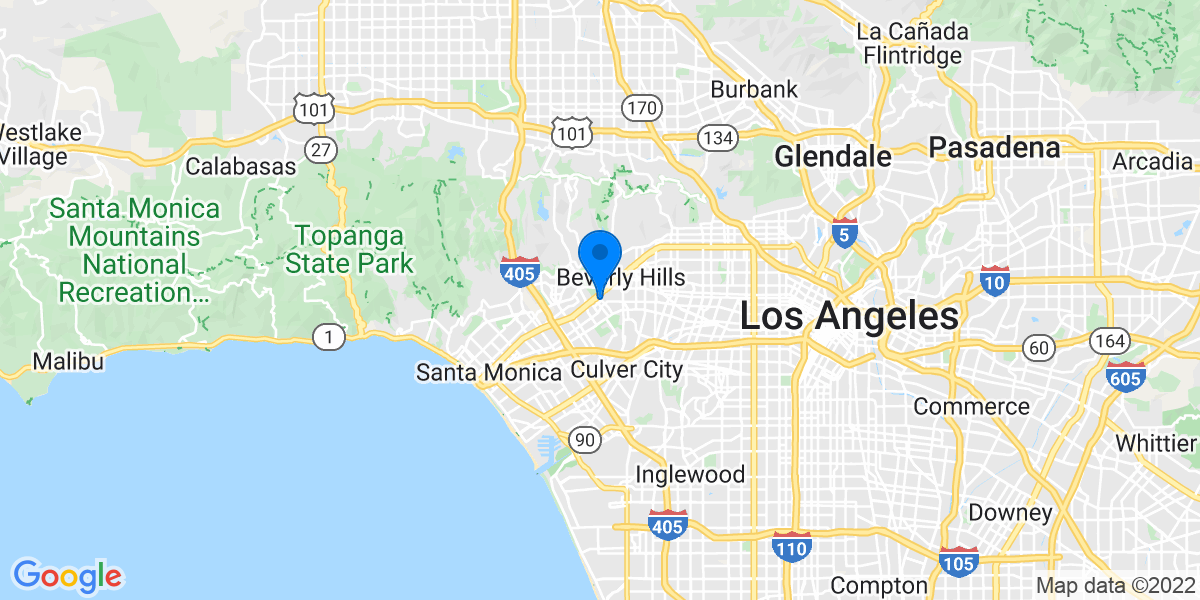 La Cañada
Flintridge
Burbank
170
101
101
134
Westlake
Village
27
Calabasas
Glendale
Pasadena
Arcadia
Santa Monica
Mountains
National
Recreation...
Topanga
State Park
5
405
Beverly Hills
10
Los Angeles
1
60
164
Malibu
Santa Monica
Culver City
605
Commerce
90
Whittier
Inglewood
405
Downey
110
105
Google
Compton
Map data ©2022